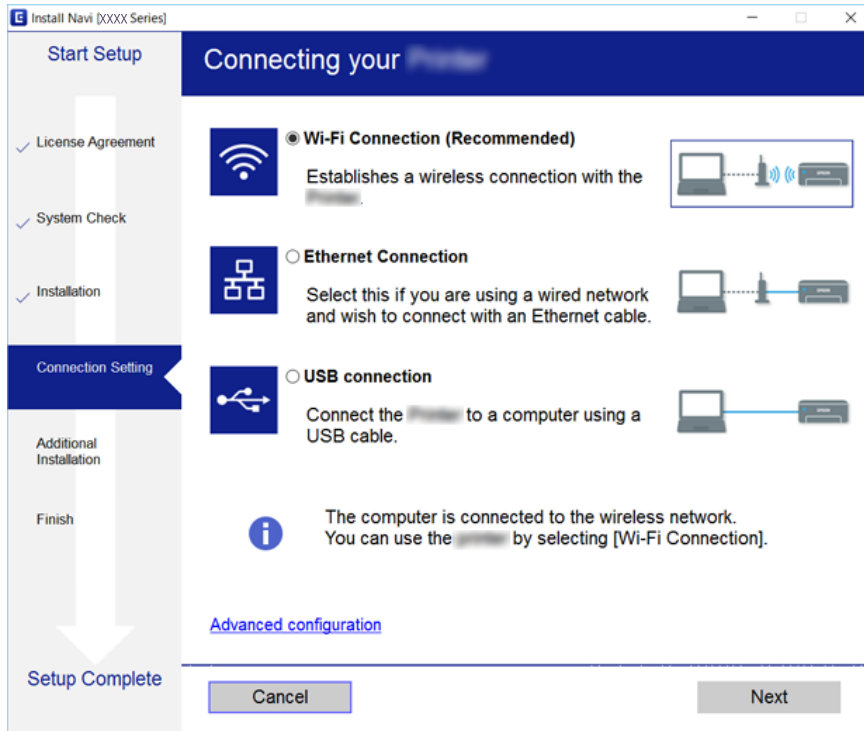 Install Navi [XXXX Series]
Start Setup
License Agreement
System Check
Installation
Connection Setting
Additional
Installation
Finish
Setup Complete
Connecting your
Wi-Fi Connection (Recommended)
Establishes a wireless connection with the
.
Ethernet Connection
Select this if you are using a wired network
and wish to connect with an Ethernet cable.
USB connection
Connect the to a computer using a
USB cable.
The computer is connected to the wireless network.
You can use the by selecting [Wi-Fi Connection].
Advanced configuration
Cancel
Next